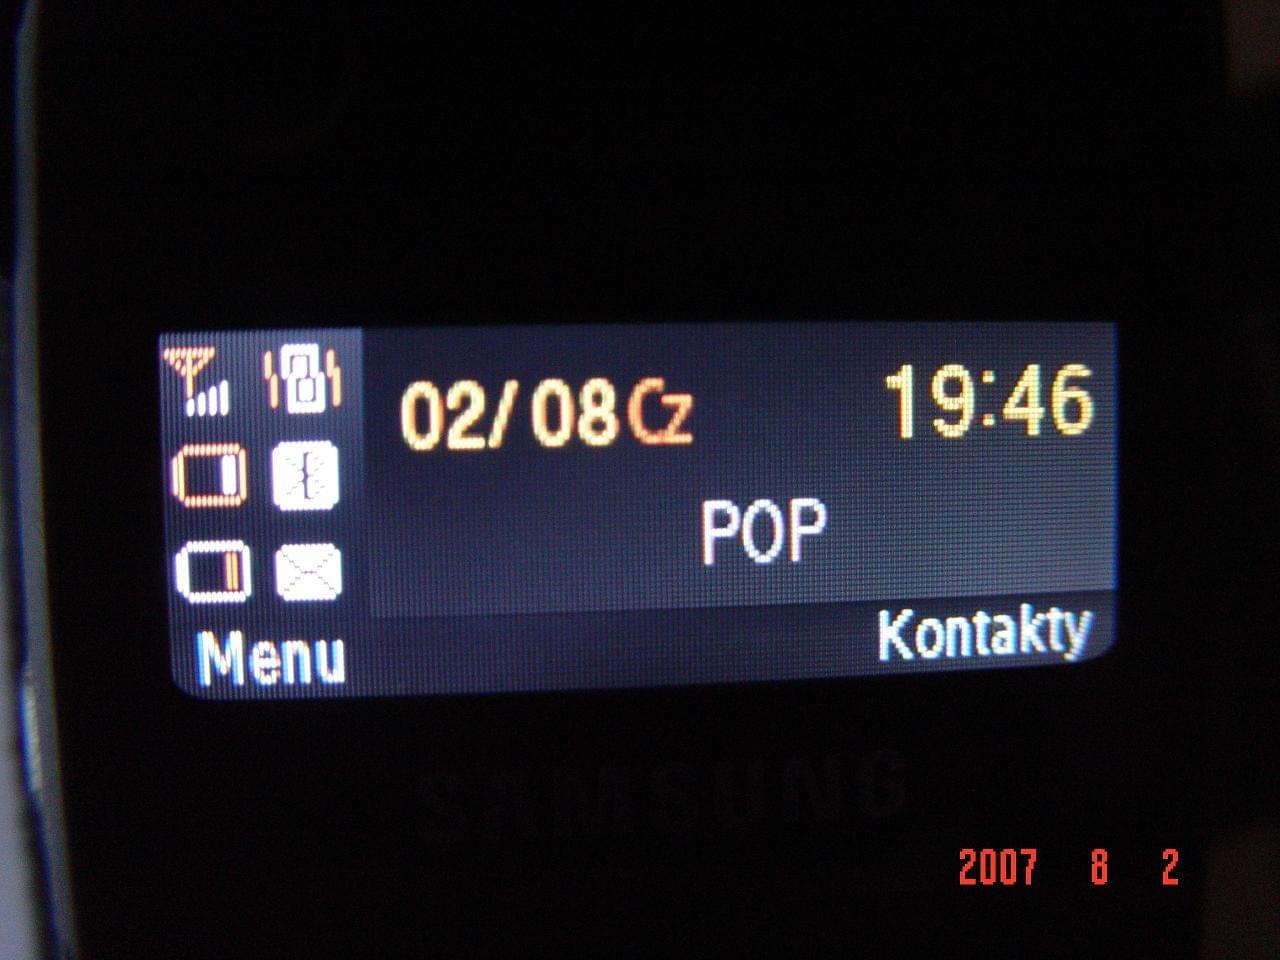 02/08 Cz 19:46
POP
Menu Kontakty
SAMSUNG
2007 8 2